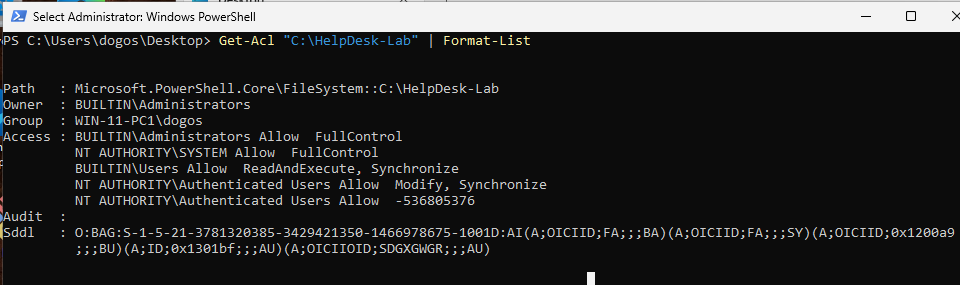 Select Administrator: Windows PowerShell
PS C:\Users\dogos\Desktop> Get-Acl "C:\HelpDesk-Lab" | Format-List
Path   : Microsoft.PowerShell.Core\FileSystem::C:\HelpDesk-Lab
Owner  : BUILTIN\Administrators
Group  : WIN-11-PC1\dogos
Access : BUILTIN\Administrators Allow  FullControl
         NT AUTHORITY\SYSTEM Allow  FullControl
         BUILTIN\Users Allow  ReadAndExecute, Synchronize
         NT AUTHORITY\Authenticated Users Allow  Modify, Synchronize
         NT AUTHORITY\Authenticated Users Allow  -536805376
Audit  :
Sddl   : O:BAG:S-1-5-21-3781320385-3429421350-1466978675-1001D:AI(A;OICIID;FA;;;BA)(A;OICIID;FA;;;SY)(A;OICIID;0x1200a9
         ;;;BU)(A;ID;0x1301bf;;;AU)(A;OICIIOID;SDGXGWGR;;;AU)